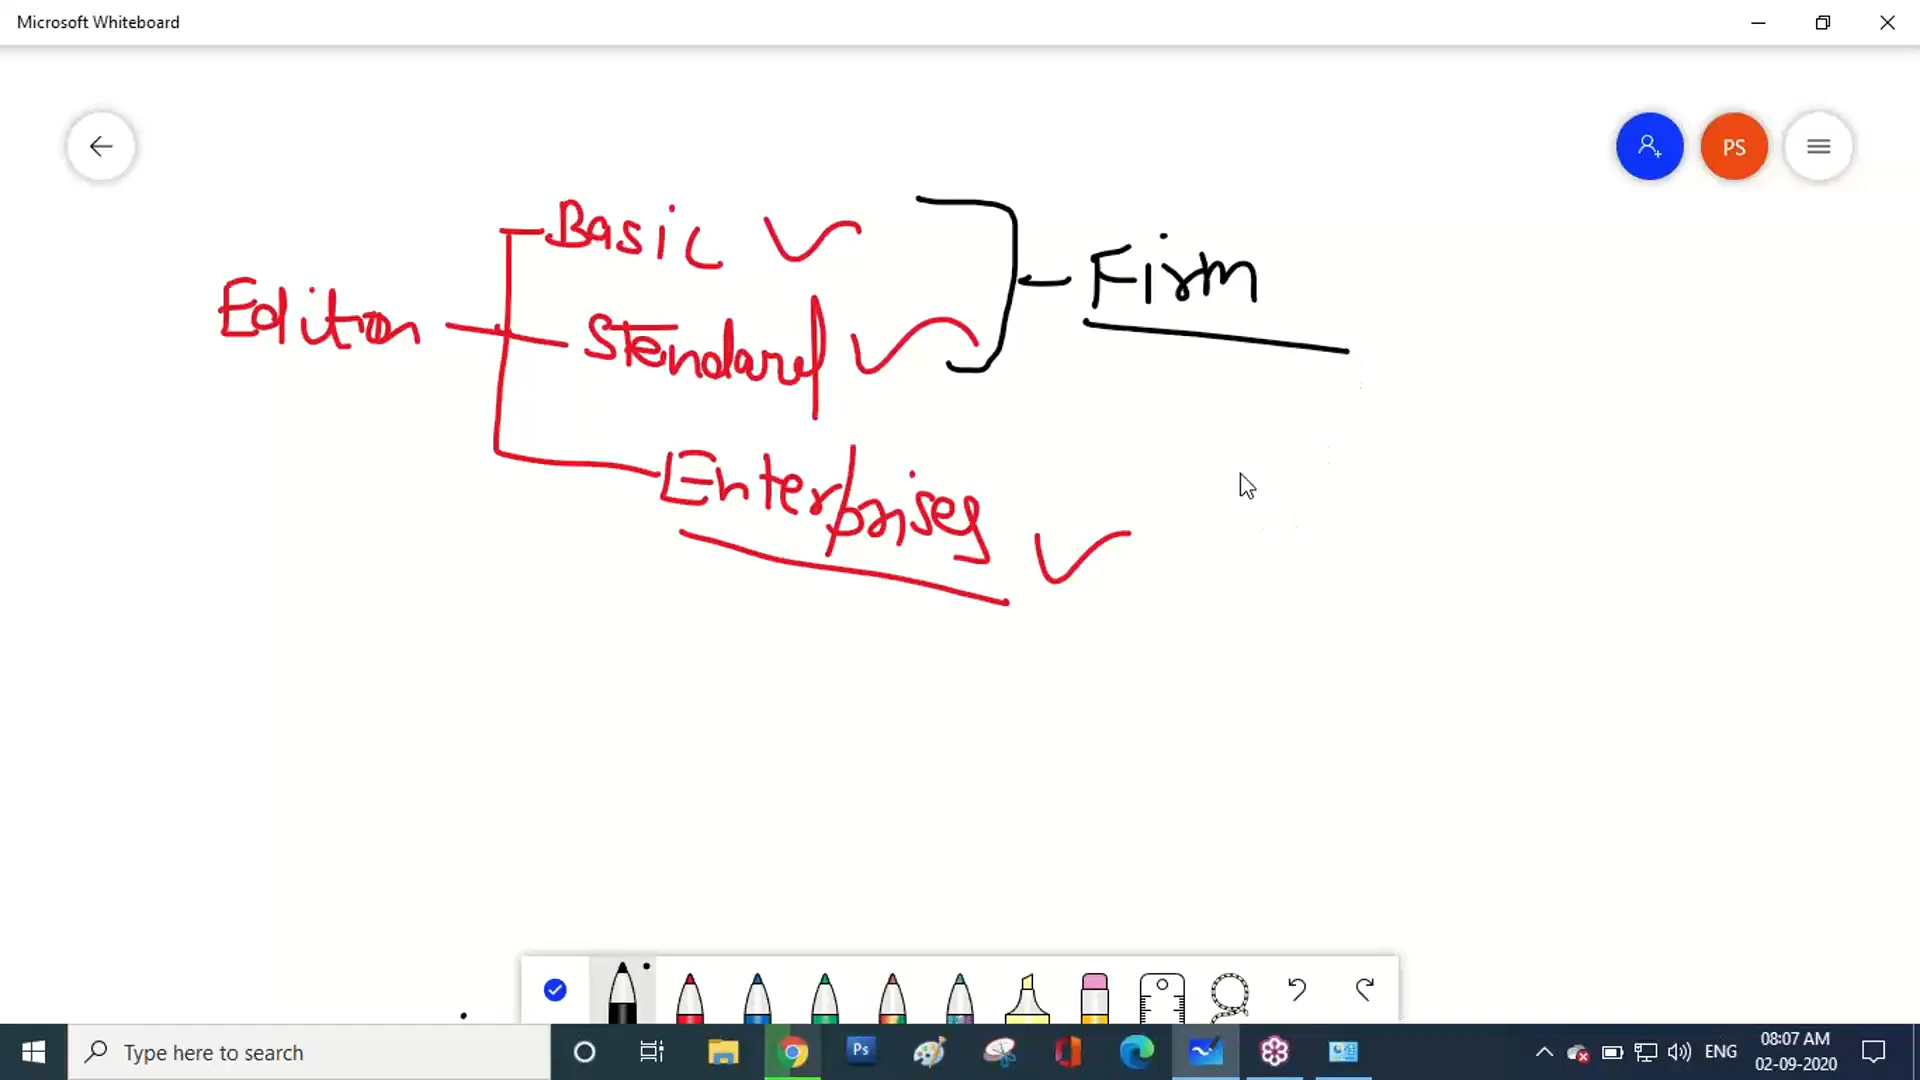 Microsoft Whiteboard
PS
Basic
Firm
Edition
Standard
Enterprises
Ps
Type here to search
ENG
08:07 AM
02-09-2020